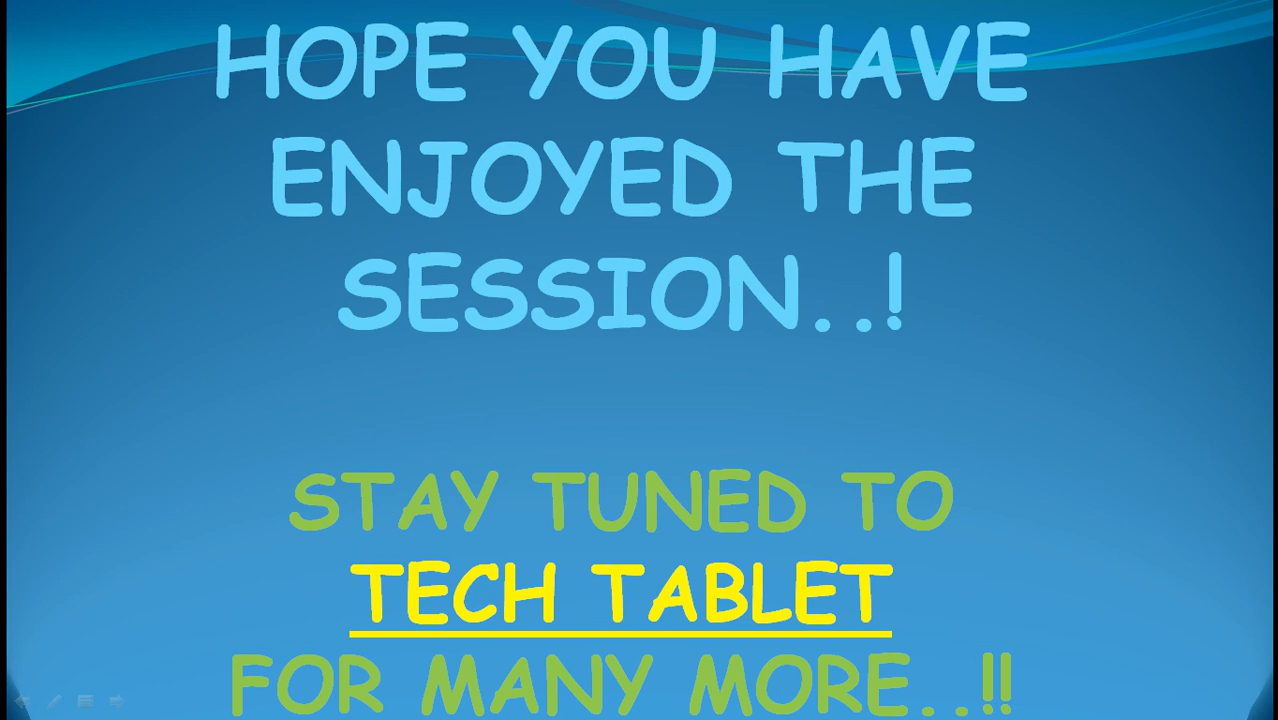 HOPE YOU HAVE
ENJOYED THE
SESSION..!
STAY TUNED TO
TECH TABLET
FOR MANY MORE..!!